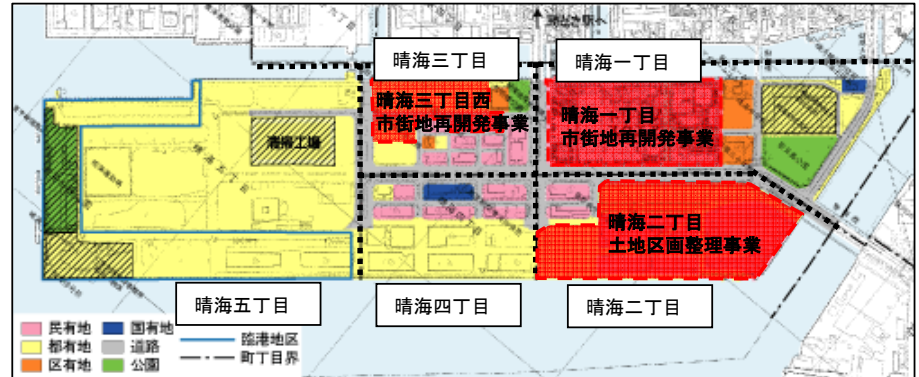 晴海三丁目
晴海一丁目
晴海三丁目西
市街地再開発事業
晴海一丁目
市街地再開発事業
清掃工場
晴海二丁目
土地区画整理事業
晴海五丁目
晴海四丁目
晴海二丁目
民有地
国有地
臨港地区
都有地
道路
町丁目界
区有地
公園